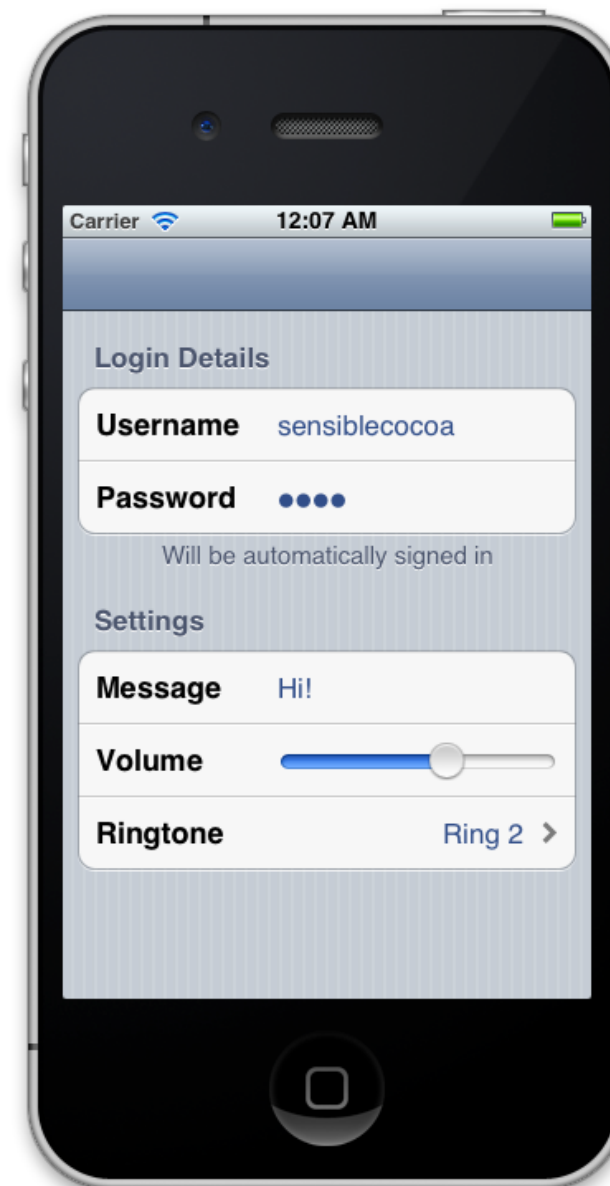 Carrier 12:07 AM
Login Details
Username sensiblecocoa
Password ●●●●
Will be automatically signed in
Settings
Message Hi!
Volume
Ringtone Ring 2